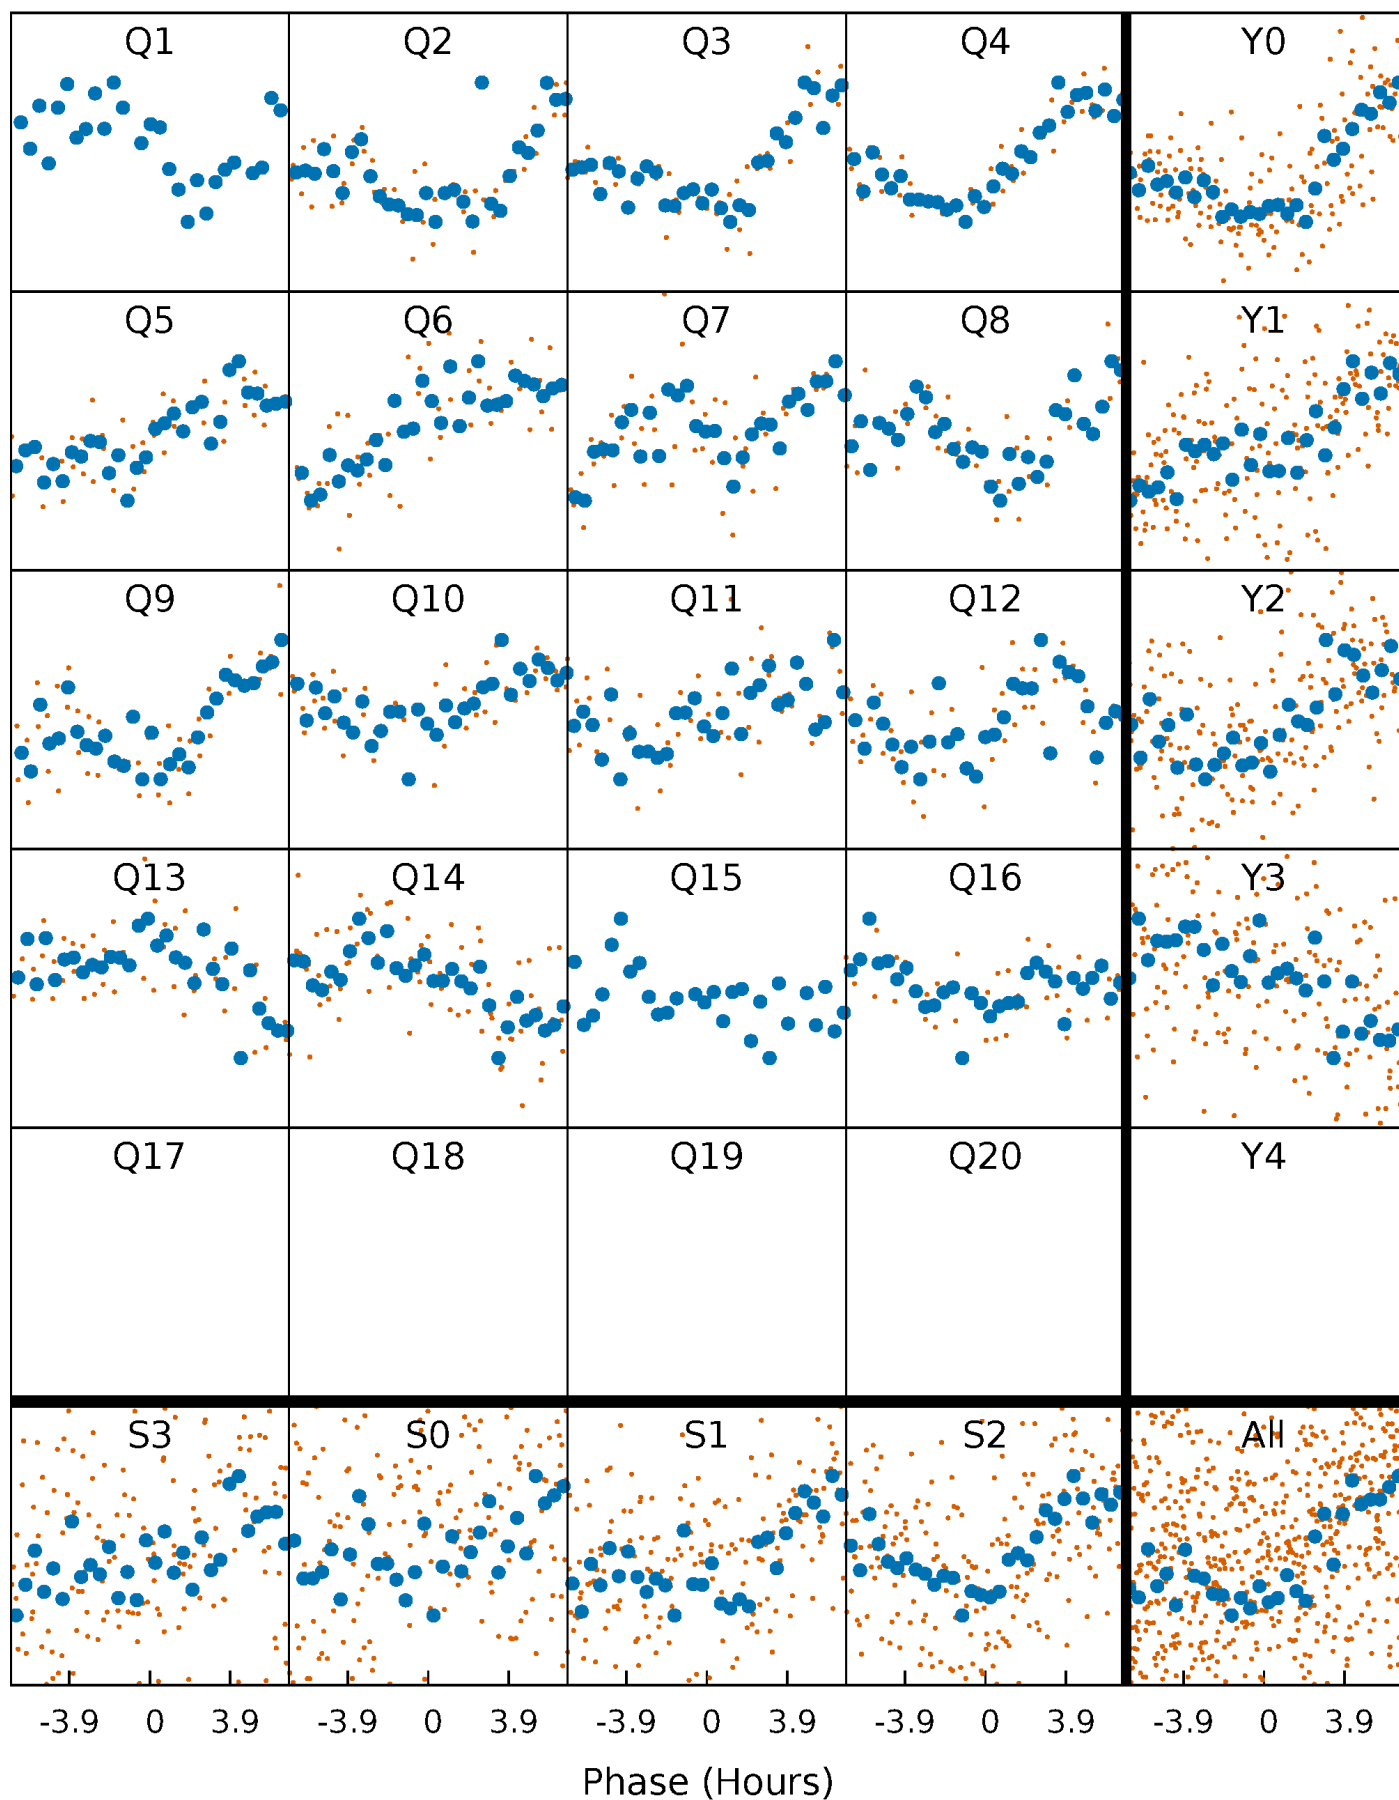 Q1 Q2 Q3 Q4 Y0
Q5 Q6 Q7 Q8 Y1
Q9 Q10 Q11 Q12 Y2
Q13 Q14 Q15 Q16 Y3
Q17 Q18 Q19 Q20 Y4
S3 S0 S1 S2 All
-3.9 0 3.9 -3.9 0 3.9 -3.9 0 3.9 -3.9 0 3.9 -3.9 0 3.9
Phase (Hours)